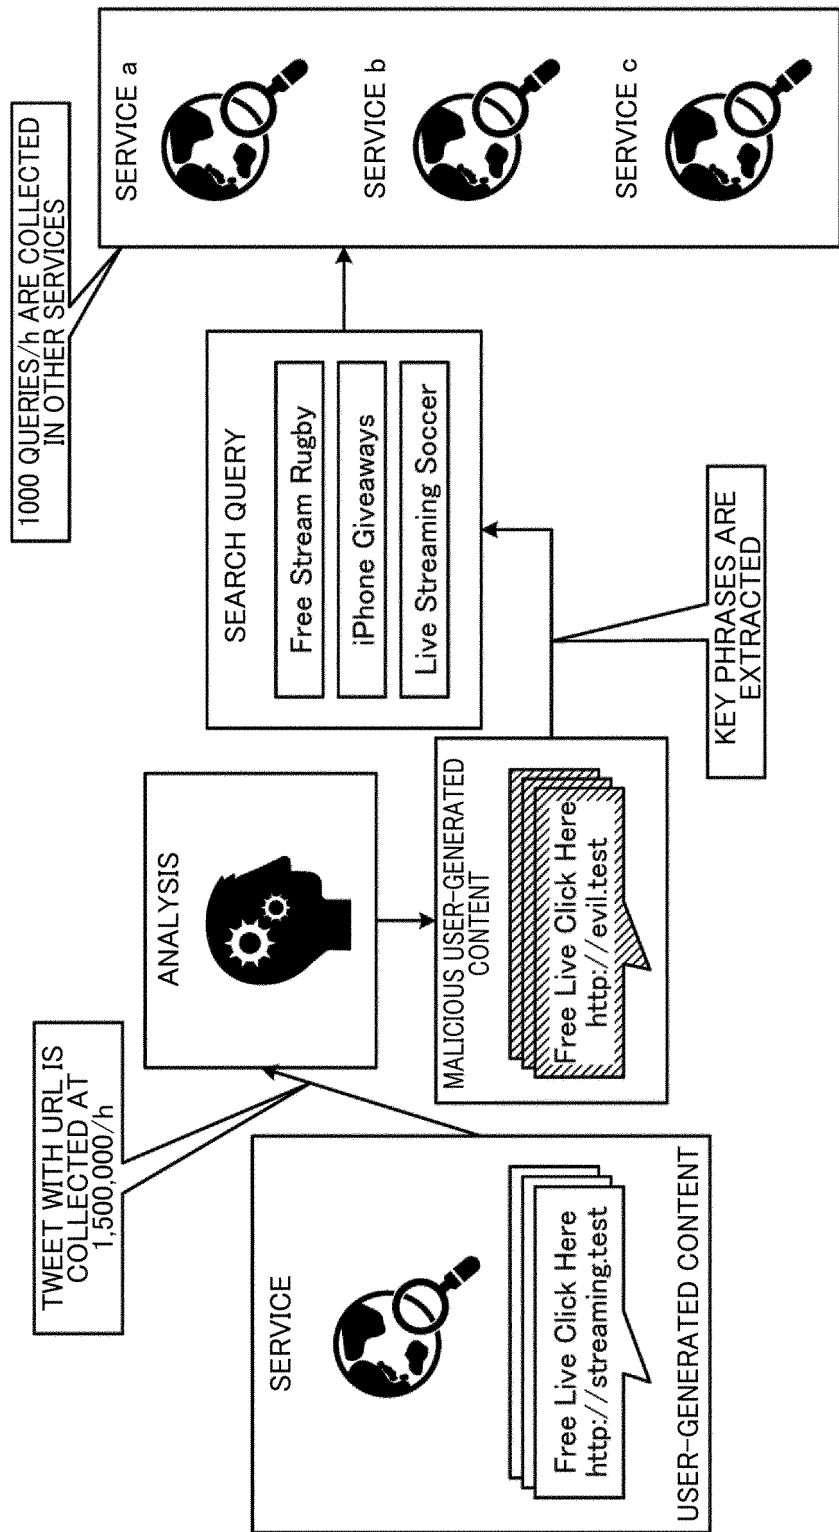 TWEET WITH URL IS
COLLECTED AT
1,500,000/h
SERVICE
Free Live Click Here
http://streaming.test
USER-GENERATED CONTENT
ANALYSIS
MALICIOUS USER-GENERATED
CONTENT
Free Live Click Here
http://evil.test
KEY PHRASES ARE
EXTRACTED
SEARCH QUERY
Free Stream Rugby
iPhone Giveaways
Live Streaming Soccer
1000 QUERIES/h ARE COLLECTED
IN OTHER SERVICES
SERVICE a
SERVICE b
SERVICE c